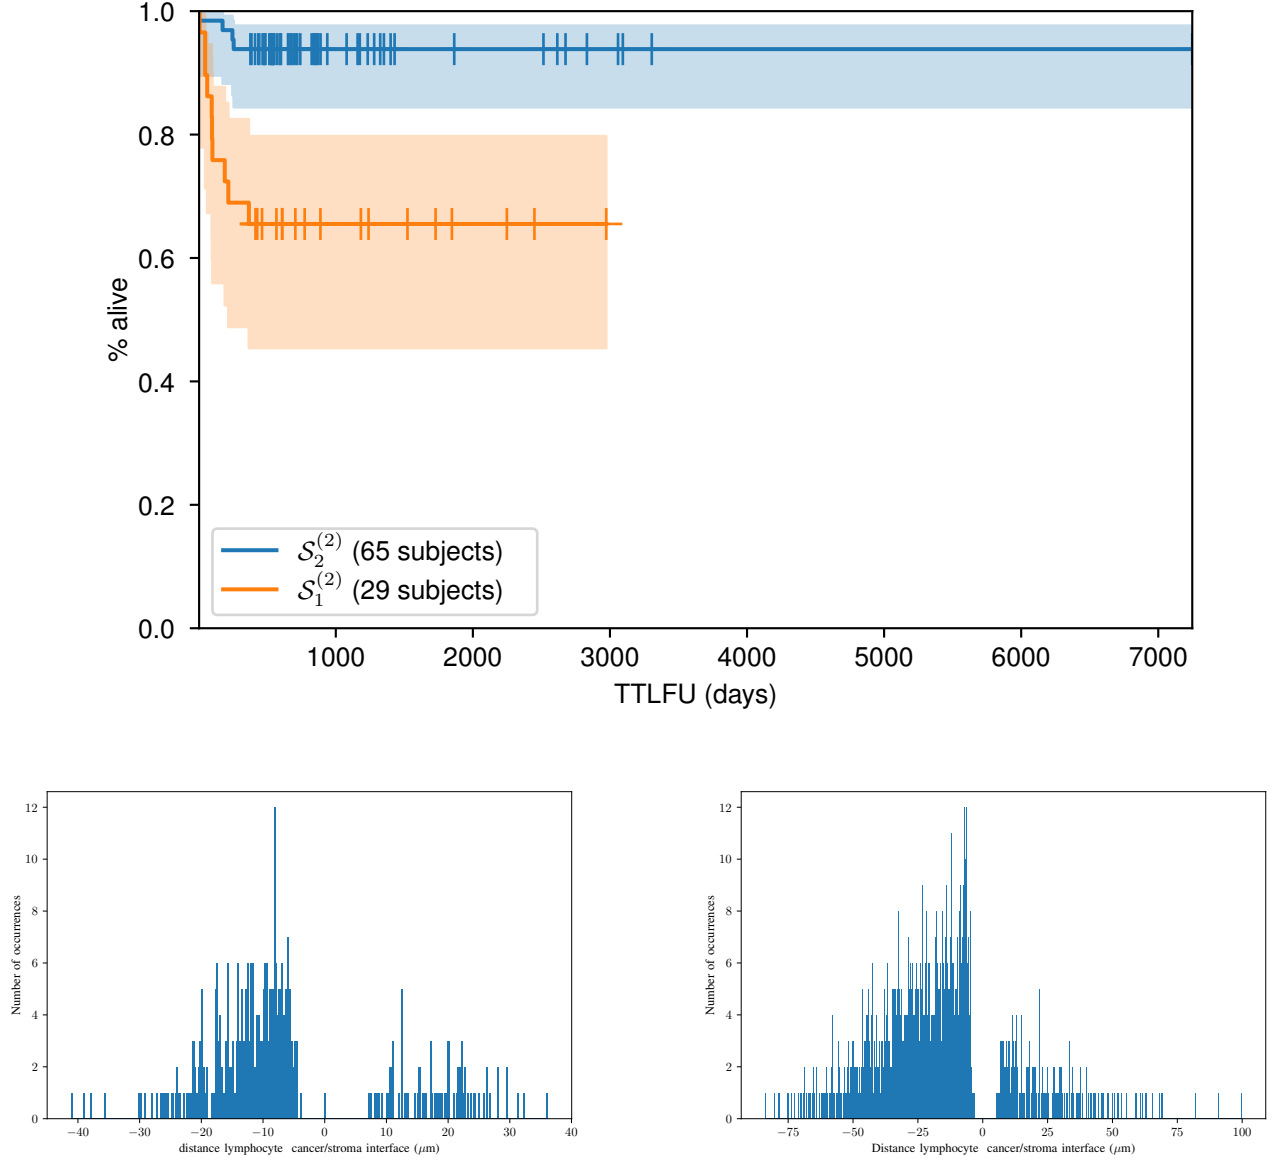 1.0
0.8
0.6
0.4
0.2
0.0
% alive
S_2^(2) (65 subjects)
S_1^(2) (29 subjects)
1000 2000 3000 4000 5000 6000 7000
TTLFU (days)
12
10
8
6
4
2
0
Number of occurrences
−40 −30 −20 −10 0 10 20 30 40
distance lymphocyte cancer/stroma interface (μm)
12
10
8
6
4
2
0
Number of occurrences
−75 −50 −25 0 25 50 75 100
Distance lymphocyte cancer/stroma interface (μm)